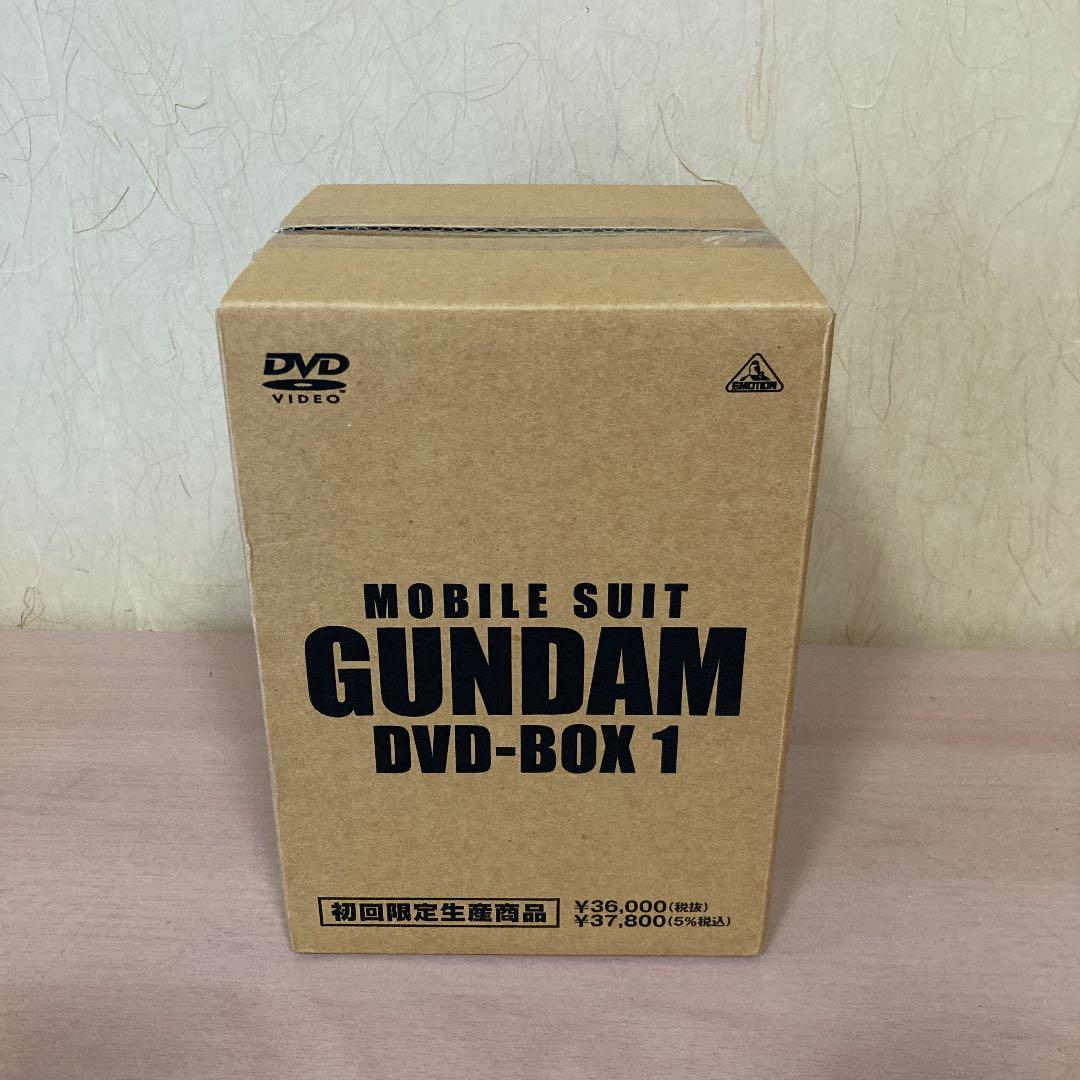 DVD
VIDEO
EMOTION
MOBILE SUIT
GUNDAM
DVD-BOX 1
初回限定生産商品
¥36,000(税抜)
¥37,800(5%税込)